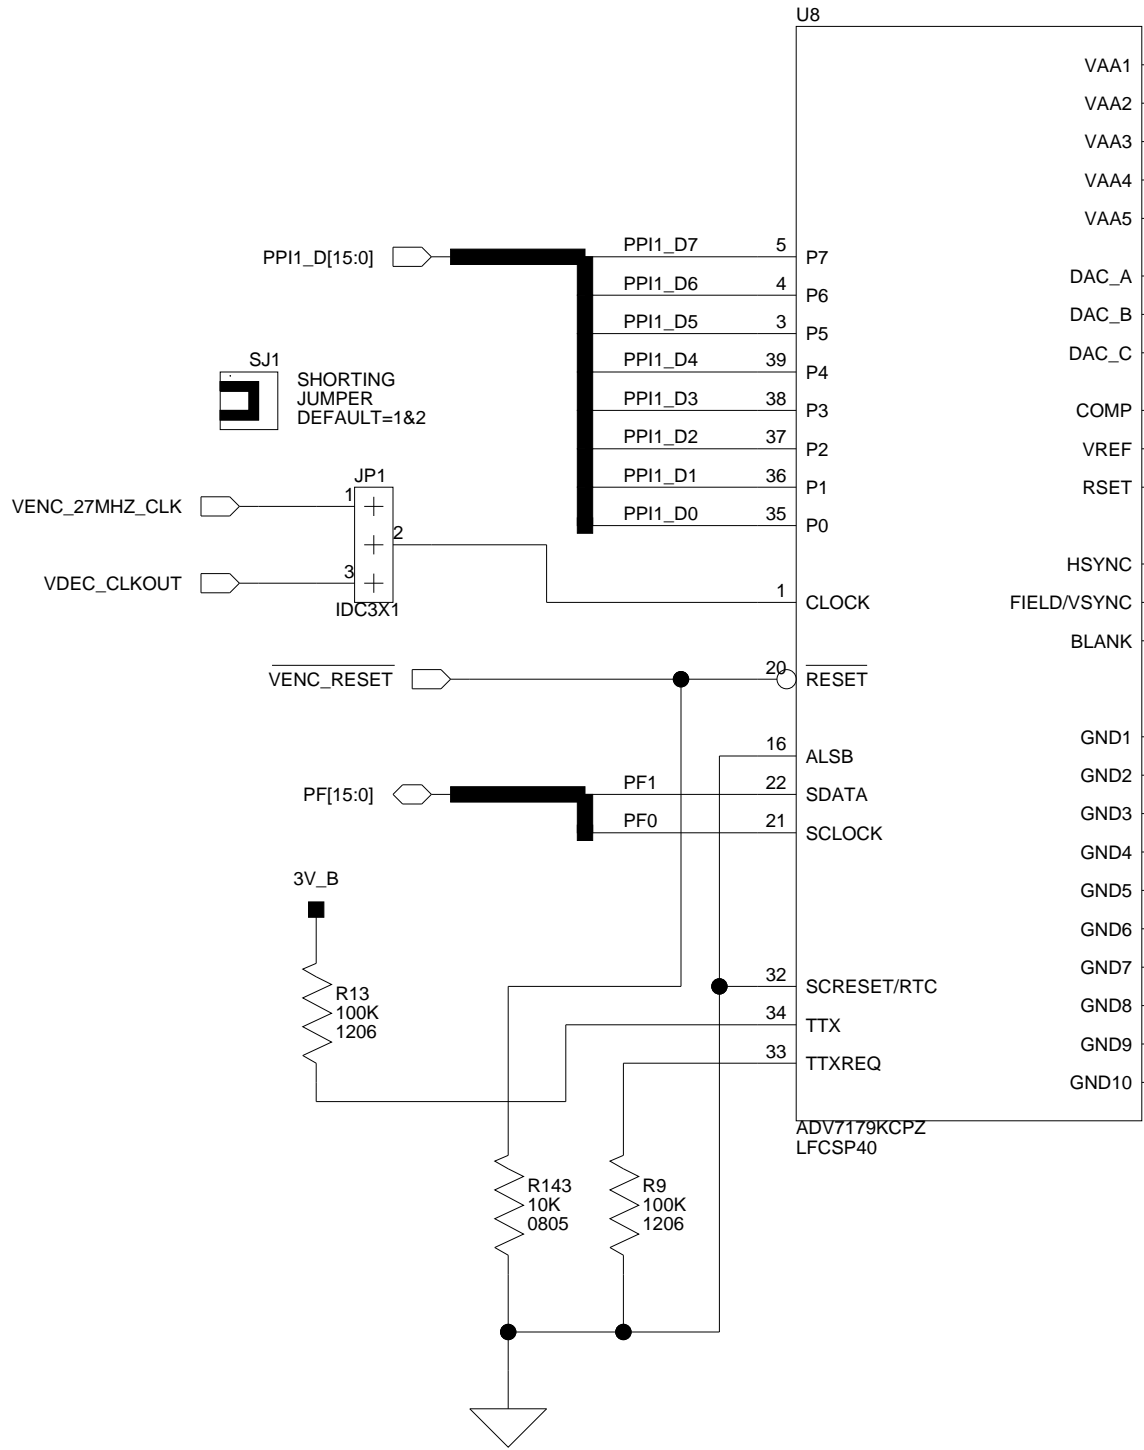 U8
VAA1
VAA2
VAA3
VAA4
VAA5
PPI1_D[15:0]
PPI1_D7 5 P7
PPI1_D6 4 P6
DAC_A
PPI1_D5 3 P5
DAC_B
PPI1_D4 39 P4
DAC_C
SJ1
SHORTING
JUMPER
DEFAULT=1&2
PPI1_D3 38 P3
COMP
PPI1_D2 37 P2
VREF
PPI1_D1 36 P1
RSET
PPI1_D0 35 P0
JP1
VENC_27MHZ_CLK 1
2
VDEC_CLKOUT 3
IDC3X1
HSYNC
1 CLOCK
FIELD/VSYNC
BLANK
VENC_RESET
20 RESET
GND1
16 ALSB
GND2
PF[15:0]
PF1 22 SDATA
GND3
PF0 21 SCLOCK
GND4
3V_B
GND5
GND6
GND7
R13
100K
1206
32 SCRESET/RTC
GND8
34 TTX
GND9
33 TTXREQ
GND10
ADV7179KCPZ
LFCSP40
R143
10K
0805
R9
100K
1206